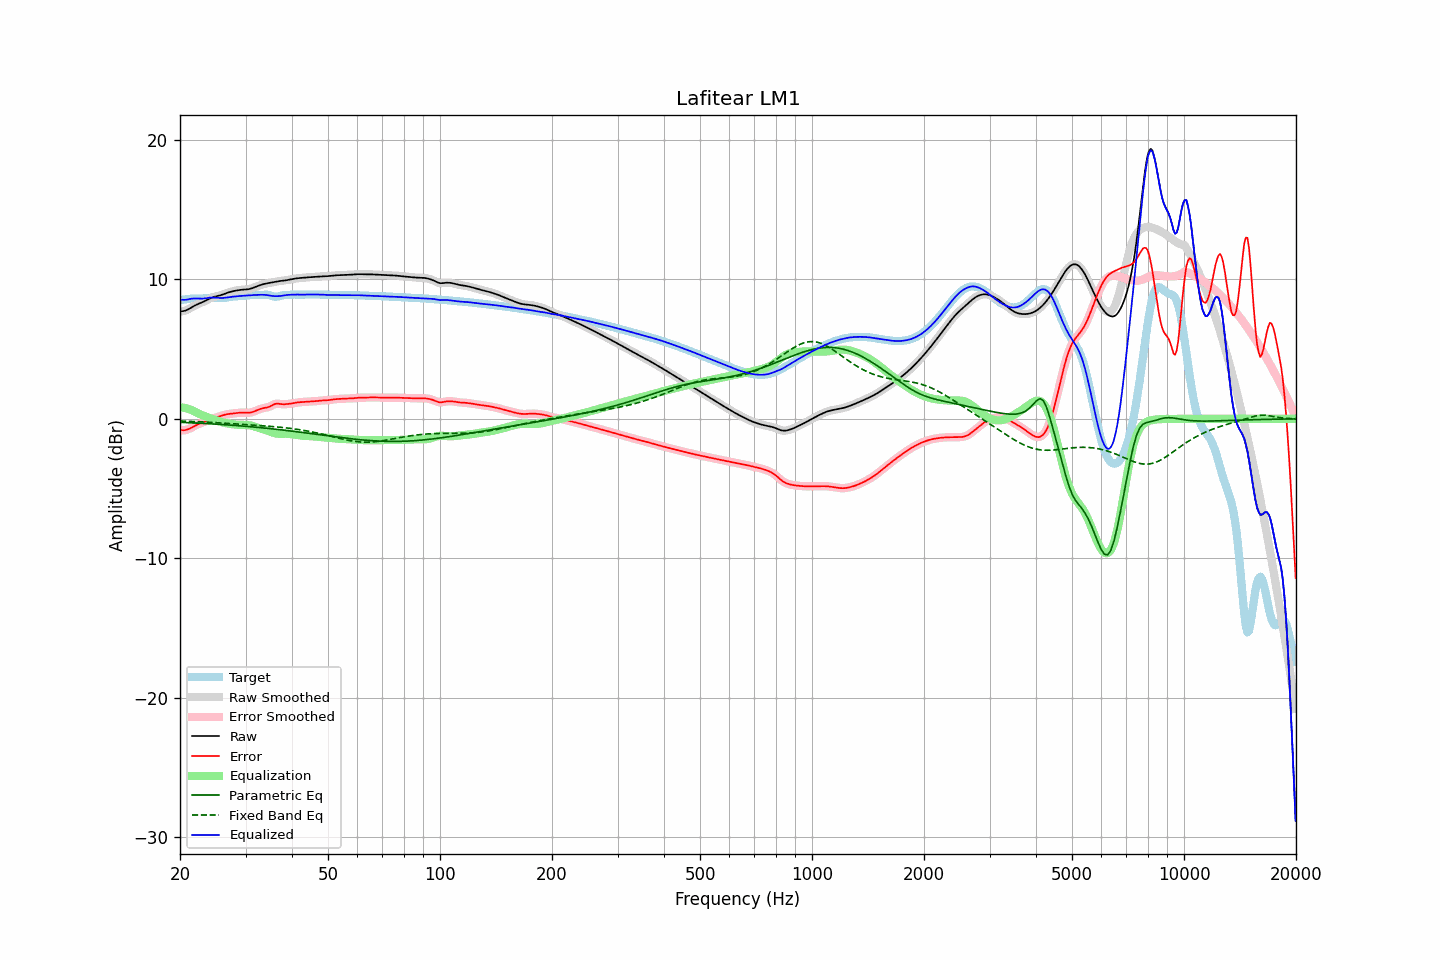 Lafitear LM1
Amplitude (dBr)
20
10
0
−10
−20
−30
Target
Raw Smoothed
Error Smoothed
Raw
Error
Equalization
Parametric Eq
Fixed Band Eq
Equalized
20 50 100 200 500 1000 2000 5000 10000 20000
Frequency (Hz)